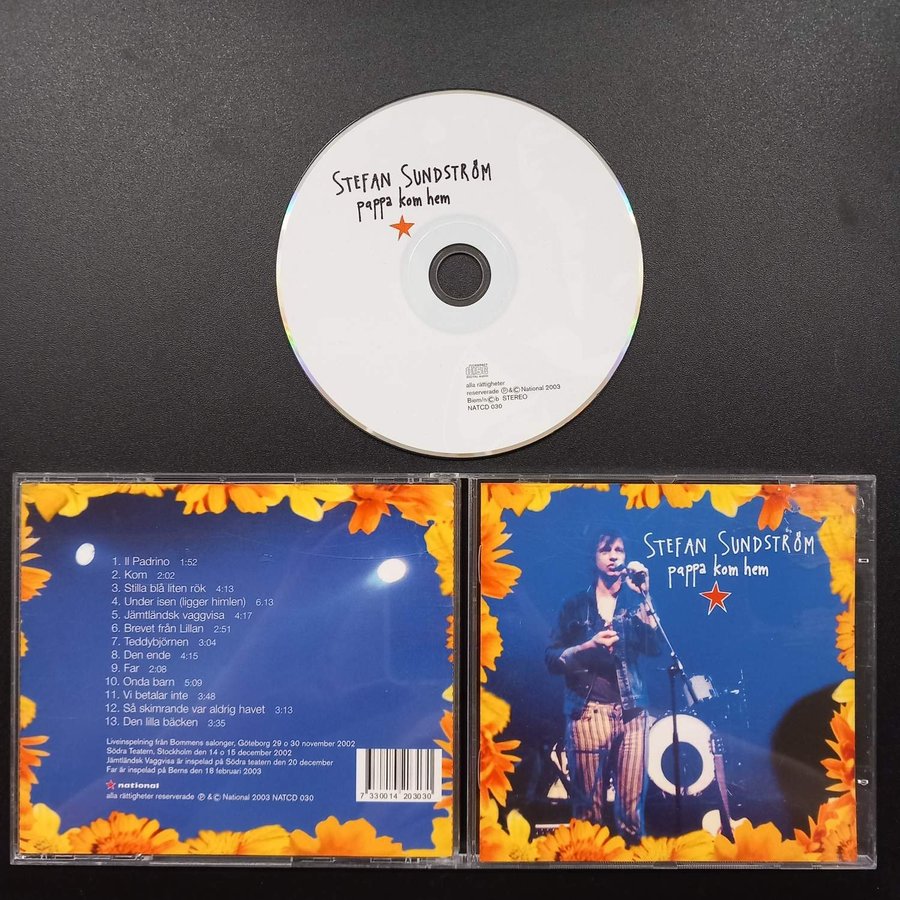 STEFAN SUNDSTRÖM
pappa kom hem
COMPACT
disc
DIGITAL AUDIO
alla rättigheter
reserverade Ⓟ&© National 2003
Biem/n©b STEREO
NATCD 030
1. Il Padrino 1:52
2. Kom 2:02
3. Stilla blå liten rök 4:13
4. Under isen (ligger himlen) 6.13
5. Jämtländsk vaggvisa 4:17
6. Brevet från Lillan 2:51
7. Teddybjörnen 3:04
8. Den ende 4:15
9. Far 2:08
10. Onda barn 5:09
11. Vi betalar inte 3:48
12. Så skimrande var aldrig havet 3:13
13. Den lilla bäcken 3:35
Liveinspelning från Bommens salonger, Göteborg 29 o 30 november 2002
Södra Teatern, Stockholm den 14 o 15 december 2002
Jämtländsk Vaggvisa är inspelad på Södra teatern den 20 december
Far är inspelad på Berns den 18 februari 2003
national
alla rättigheter reserverade Ⓟ&© National 2003 NATCD 030
7 330014 203030
STEFAN SUNDSTRÖM
pappa kom hem